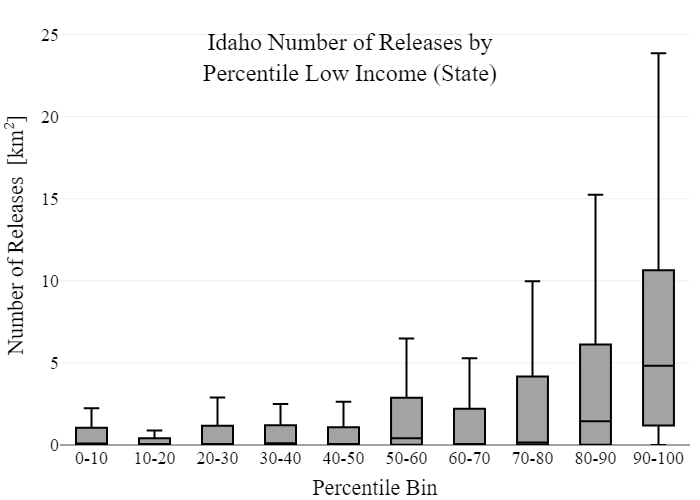 Idaho Number of Releases by
Percentile Low Income (State)
Number of Releases [km²]
25
20
15
10
5
0
0-10 10-20 20-30 30-40 40-50 50-60 60-70 70-80 80-90 90-100
Percentile Bin